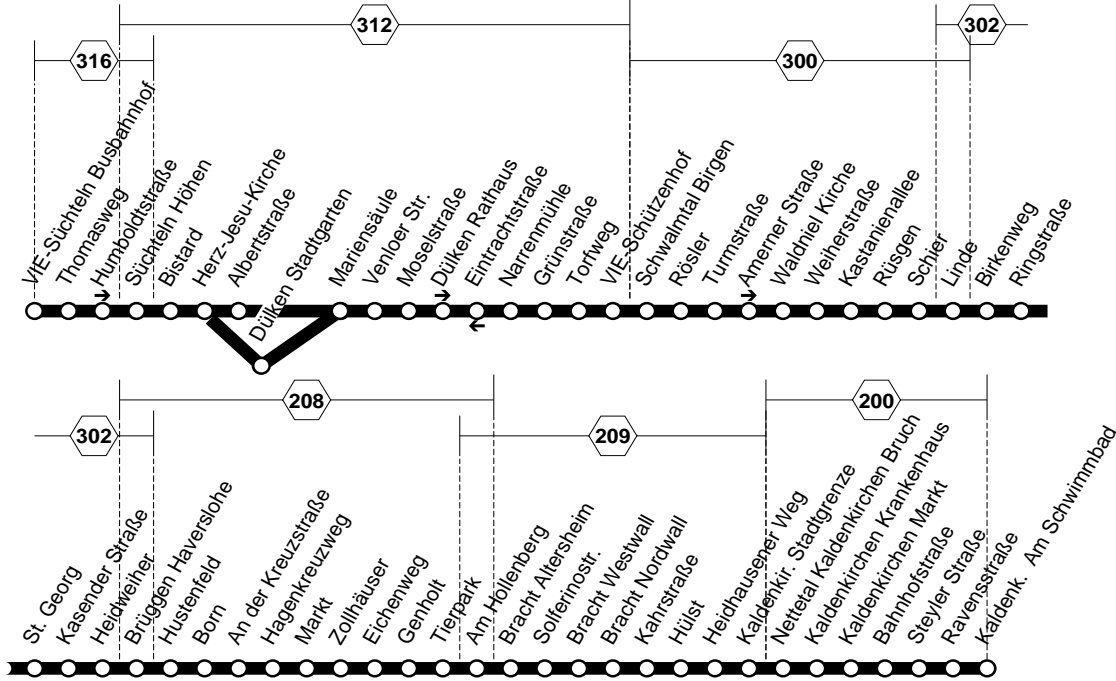 312
302
316
300
VIE-Süchteln Busbahnhof
Thomasweg
Humboldtstraße
Süchteln Höhen
Bistard
Herz-Jesu-Kirche
Albertstraße
Dülken Stadtgarten
Mariensäule
Venloer Str.
Moselstraße
Dülken Rathaus
Eintrachtstraße
Narrenmühle
Grünstraße
Torfweg
VIE-Schützenhof
Schwalmtal Birgen
Rösler
Turmstraße
Amerner Straße
Waldniel Kirche
Weiherstraße
Kastanienallee
Rüsgen
Schier
Linde
Birkenweg
Ringstraße
208
200
302
209
St. Georg
Kasender Straße
Heidweiher
Brüggen Haverslohe
Hustenfeld
Born
An der Kreuzstraße
Hagenkreuzweg
Markt
Zollhäuser
Eichenweg
Genholt
Tierpark
Am Höllenberg
Bracht Altersheim
Solferinostr.
Bracht Westwall
Bracht Nordwall
Kahrstraße
Hülst
Heidhausener Weg
Kaldenkir. Stadtgrenze
Nettetal Kaldenkirchen Bruch
Kaldenkirchen Krankenhaus
Kaldenkirchen Markt
Bahnhofstraße
Steyler Straße
Ravensstraße
Kaldenk. Am Schwimmbad